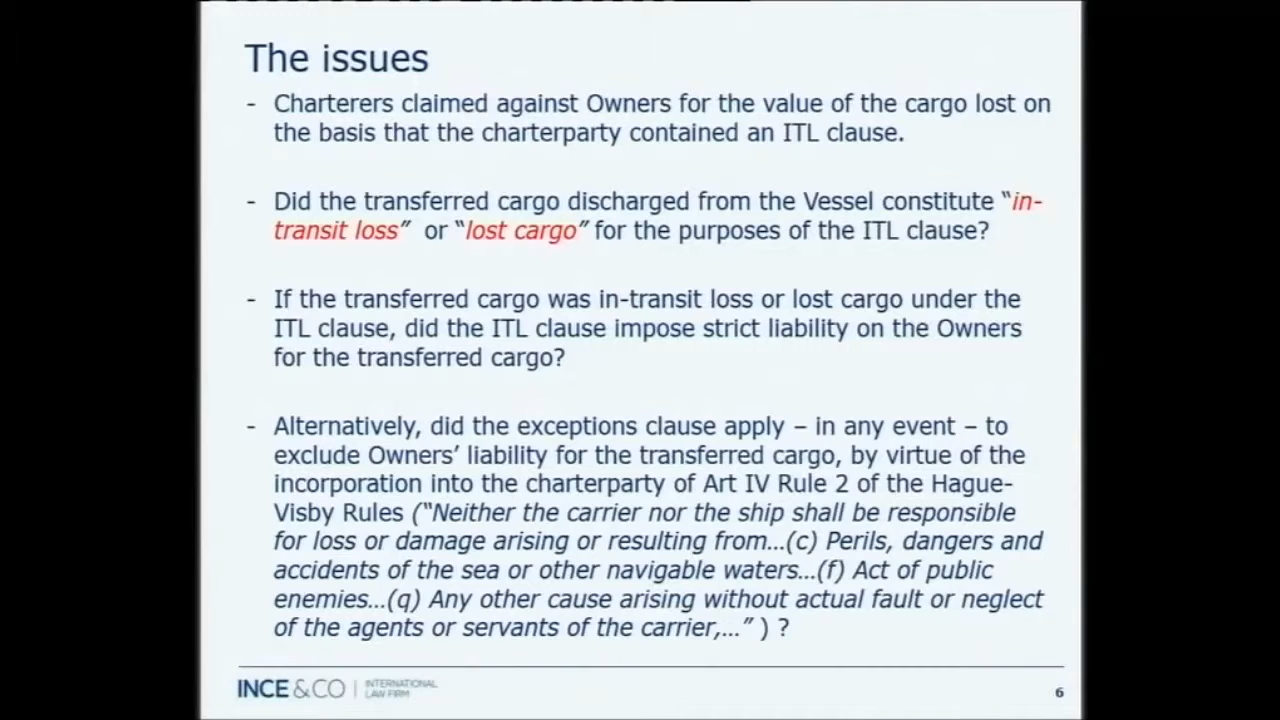 The issues
- Charterers claimed against Owners for the value of the cargo lost on
the basis that the charterparty contained an ITL clause.
- Did the transferred cargo discharged from the Vessel constitute “in-
transit loss” or “lost cargo” for the purposes of the ITL clause?
- If the transferred cargo was in-transit loss or lost cargo under the
ITL clause, did the ITL clause impose strict liability on the Owners
for the transferred cargo?
- Alternatively, did the exceptions clause apply – in any event – to
exclude Owners’ liability for the transferred cargo, by virtue of the
incorporation into the charterparty of Art IV Rule 2 of the Hague-
Visby Rules (“Neither the carrier nor the ship shall be responsible
for loss or damage arising or resulting from...(c) Perils, dangers and
accidents of the sea or other navigable waters...(f) Act of public
enemies...(q) Any other cause arising without actual fault or neglect
of the agents or servants of the carrier,...” ) ?
INCE & CO | INTERNATIONAL
LAW FIRM
6